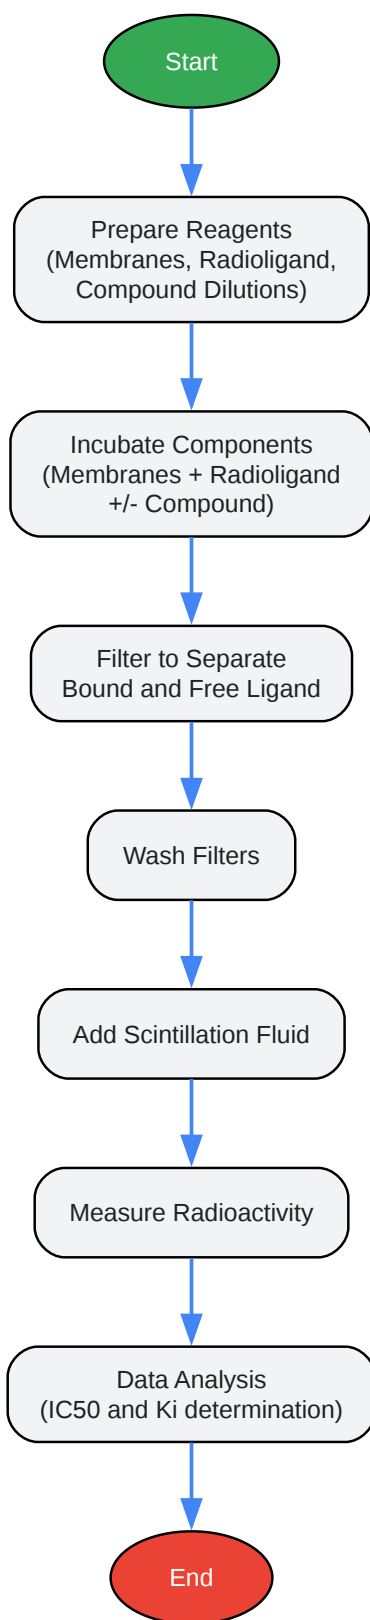 Start
Prepare Reagents
(Membranes, Radioligand,
Compound Dilutions)
Incubate Components
(Membranes + Radioligand
+/- Compound)
Filter to Separate
Bound and Free Ligand
Wash Filters
Add Scintillation Fluid
Measure Radioactivity
Data Analysis
(IC50 and Ki determination)
End